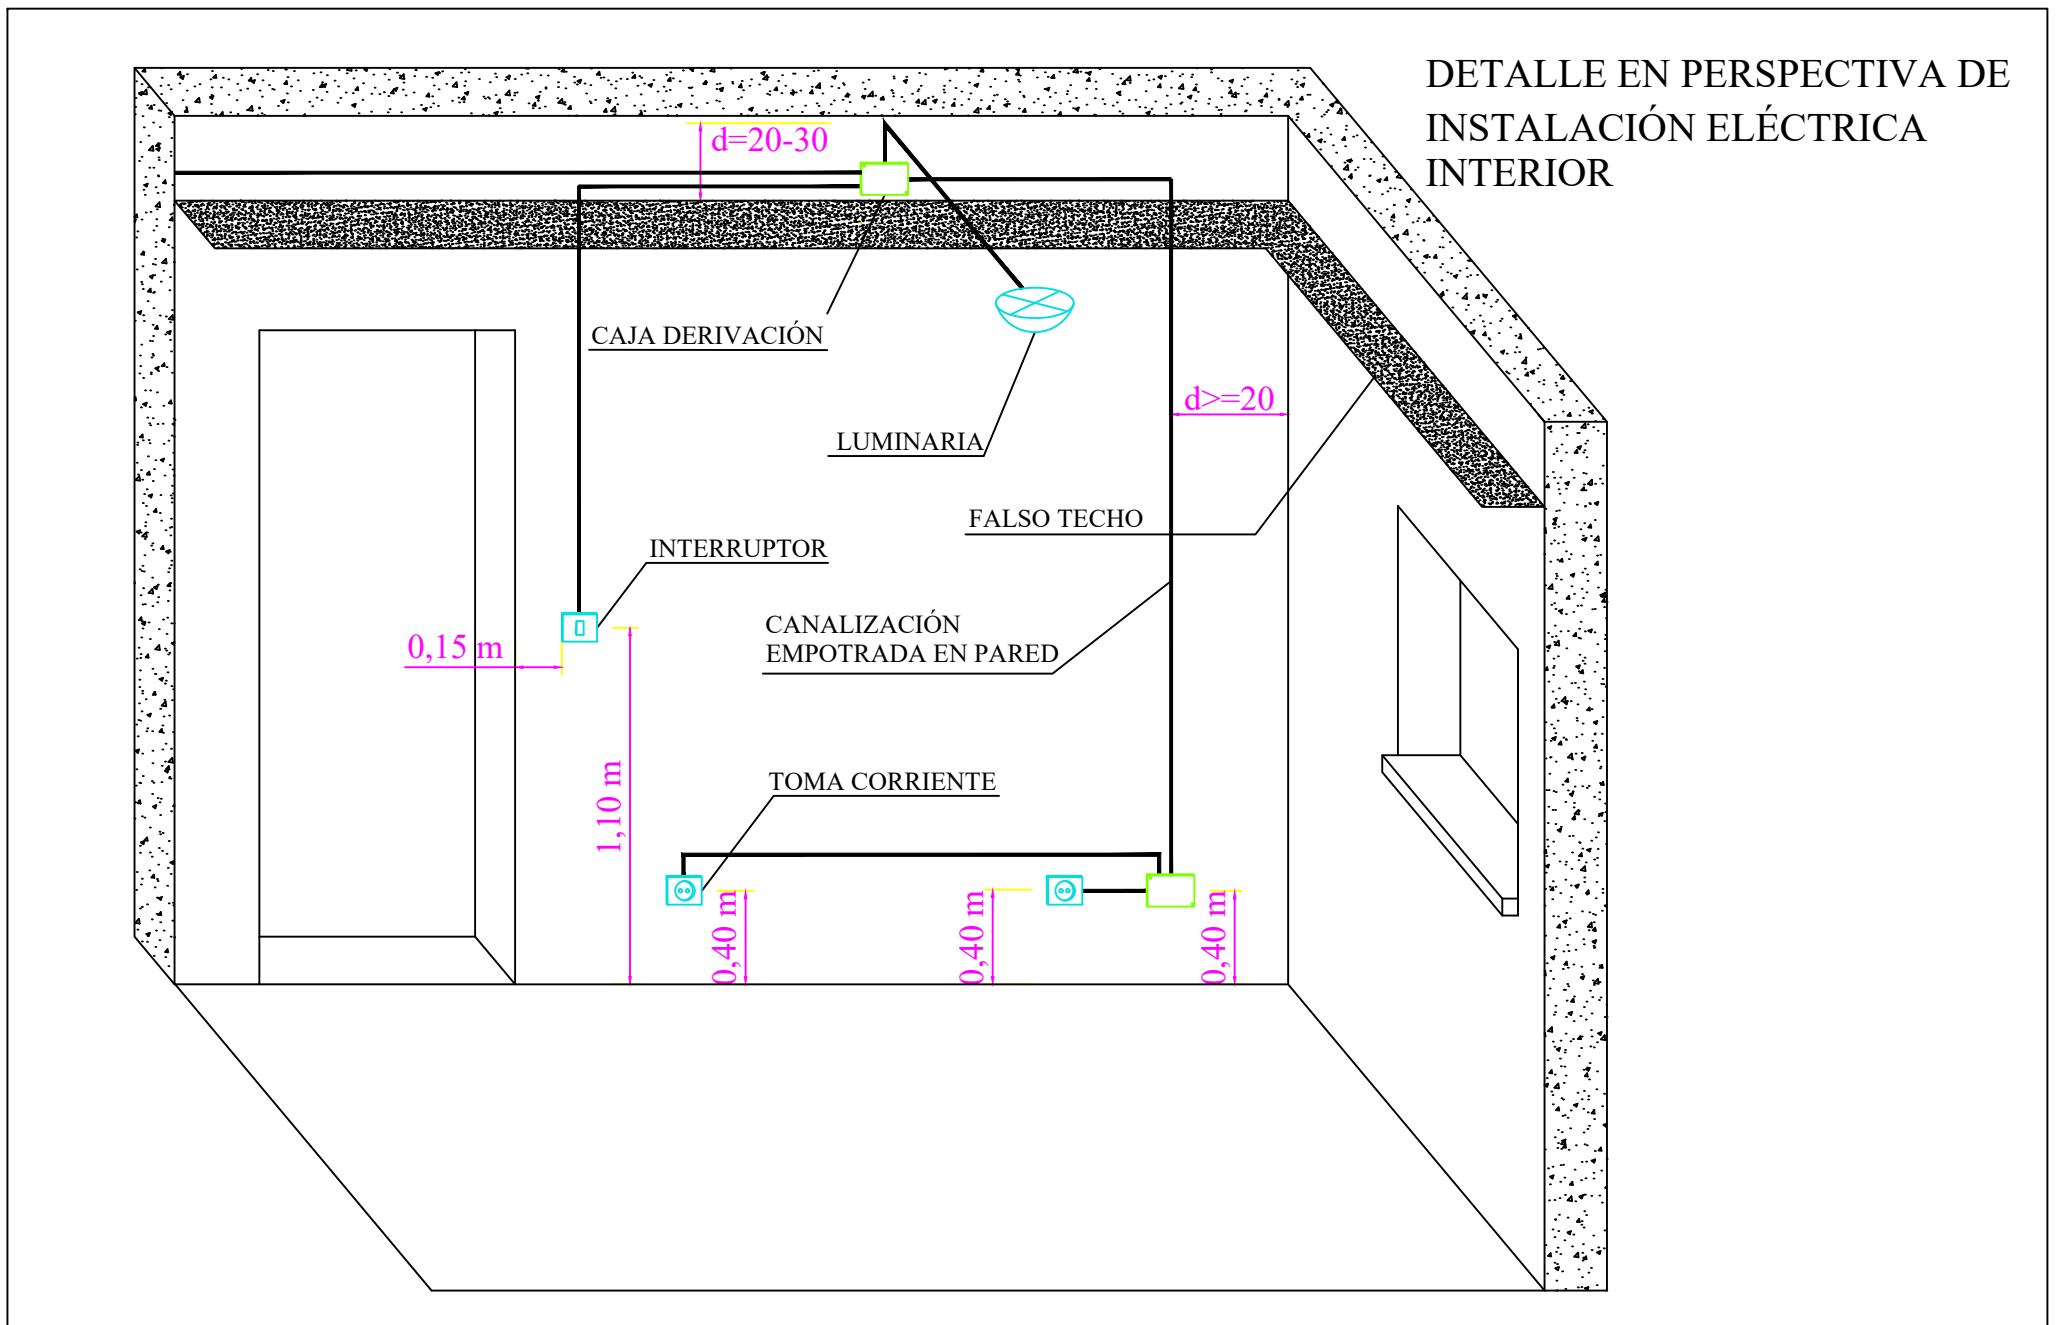 DETALLE EN PERSPECTIVA DE
INSTALACIÓN ELÉCTRICA
INTERIOR
d=20-30
CAJA DERIVACIÓN
d>=20
LUMINARIA
FALSO TECHO
INTERRUPTOR
0,15 m
CANALIZACIÓN
EMPOTRADA EN PARED
1,10 m
TOMA CORRIENTE
0,40 m
0,40 m
0,40 m